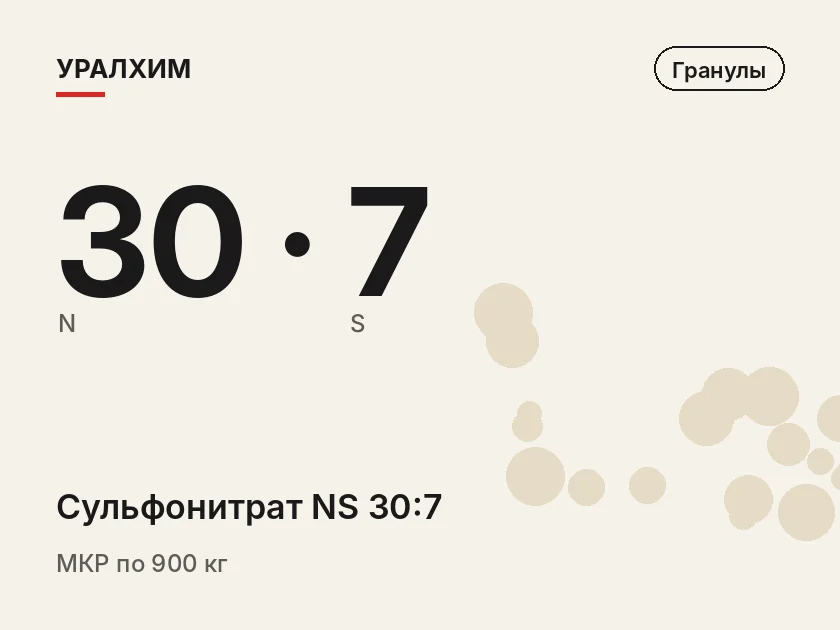 УРАЛХИМ
Гранулы
30 · 7
N S
Сульфонитрат NS 30:7
МКР по 900 кг